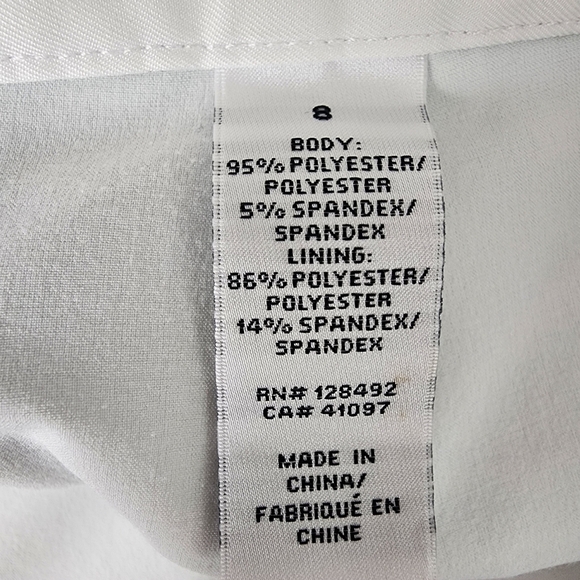 8
BODY:
95% POLYESTER/
POLYESTER
5% SPANDEX/
SPANDEX
LINING:
86% POLYESTER/
POLYESTER
14% SPANDEX/
SPANDEX
RN# 128492
CA# 41097
MADE IN
CHINA/
FABRIQUÉ EN
CHINE